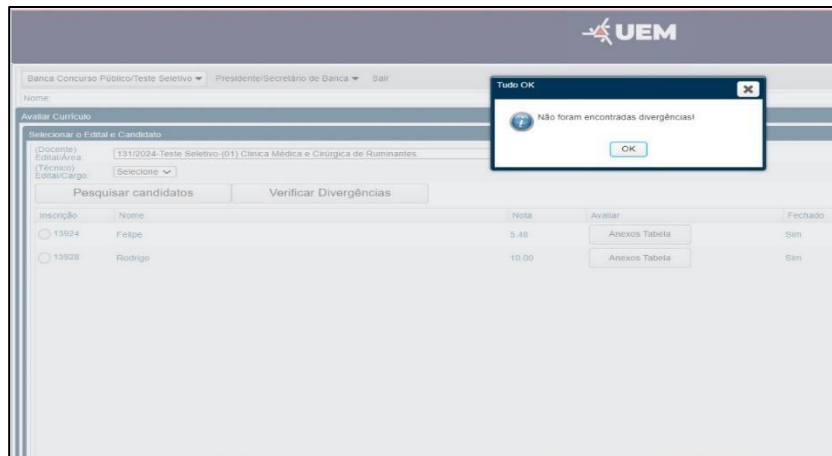 UEM
Banca Concurso Público/Teste Seletivo Presidente/Secretário de Banca Sair
Nome:
Tudo OK
Não foram encontradas divergências!
OK
Avaliar Currículo
Selecionar o Edital e Candidato
(Docente)
Edital/Área:
131/2024-Teste Seletivo-(01) Clínica Médica e Cirúrgica de Ruminantes
(Técnico)
Edital/Cargo:
Selecione
Pesquisar candidatos Verificar Divergências
Inscrição Nome Nota Avaliar Fechado
13924 Felipe 5.48 Anexos Tabela Sim
13928 Rodrigo 10.00 Anexos Tabela Sim